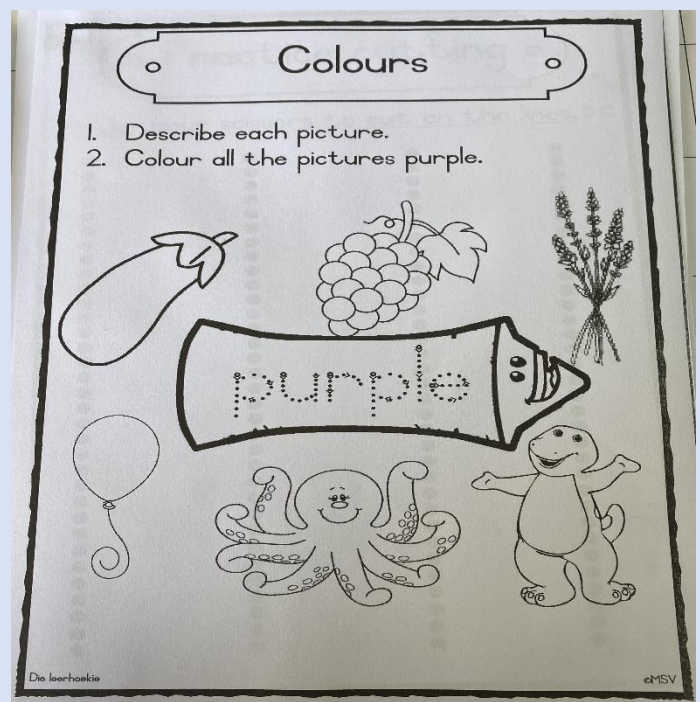 Colours
1. Describe each picture.
2. Colour all the pictures purple.
purple
Die leerhoekie
©MSV